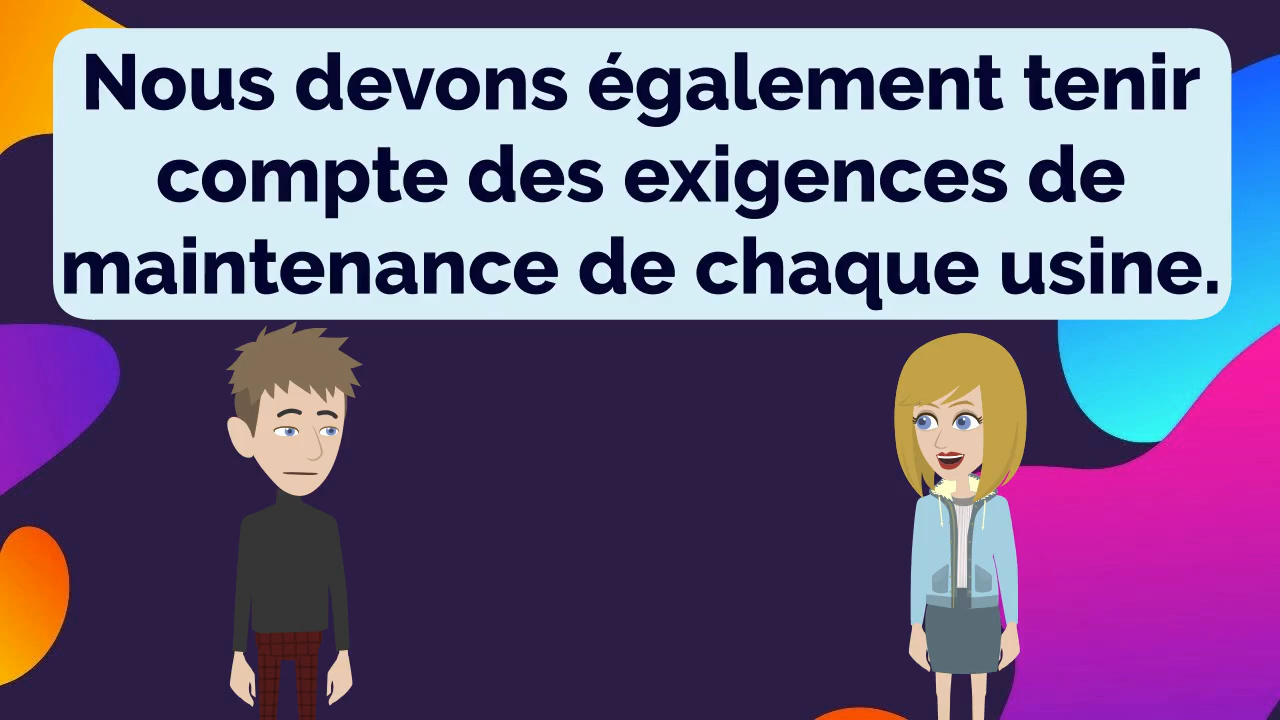 Nous devons également tenir
compte des exigences de
maintenance de chaque usine.